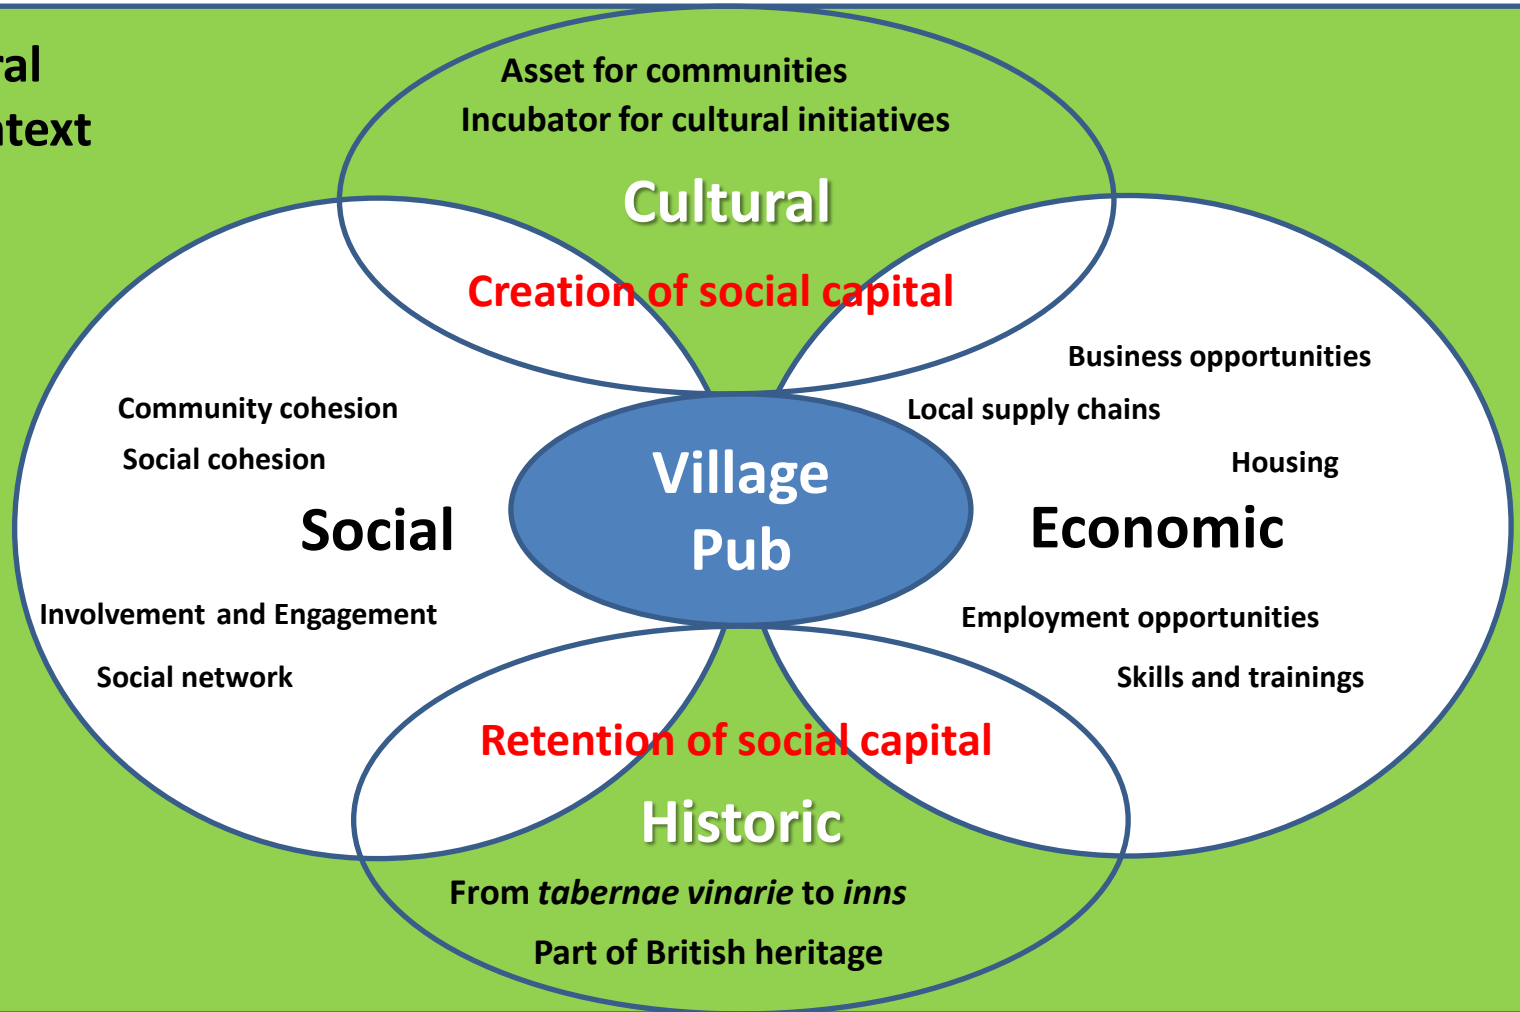 ral
ntext
Asset for communities
Incubator for cultural initiatives
Cultural
Creation of social capital
Community cohesion
Social cohesion
Social
Involvement and Engagement
Social network
Village
Pub
Business opportunities
Local supply chains
Housing
Economic
Employment opportunities
Skills and trainings
Retention of social capital
Historic
From tabernae vinarie to inns
Part of British heritage